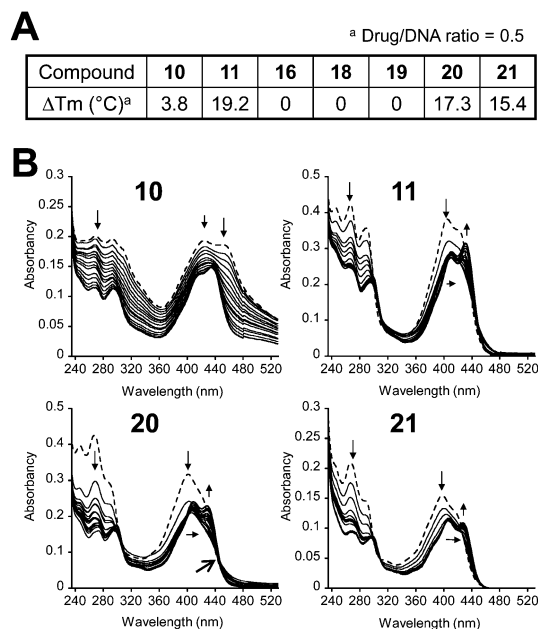 A
ᵃ Drug/DNA ratio = 0.5
Compound 10 11 16 18 19 20 21
ΔTm (°C)ᵃ 3.8 19.2 0 0 0 17.3 15.4
B
10
11
Absorbancy
0.3
0.25
0.2
0.15
0.1
0.05
0
240 280 320 360 400 440 480 520
Wavelength (nm)
Absorbancy
0.5
0.4
0.3
0.2
0.1
0
240 280 320 360 400 440 480 520
Wavelength (nm)
20
21
Absorbancy
0.5
0.4
0.3
0.2
0.1
0
240 280 320 360 400 440 480 520
Wavelength (nm)
Absorbancy
0.3
0.25
0.2
0.15
0.1
0.05
0
240 280 320 360 400 440 480 520
Wavelength (nm)